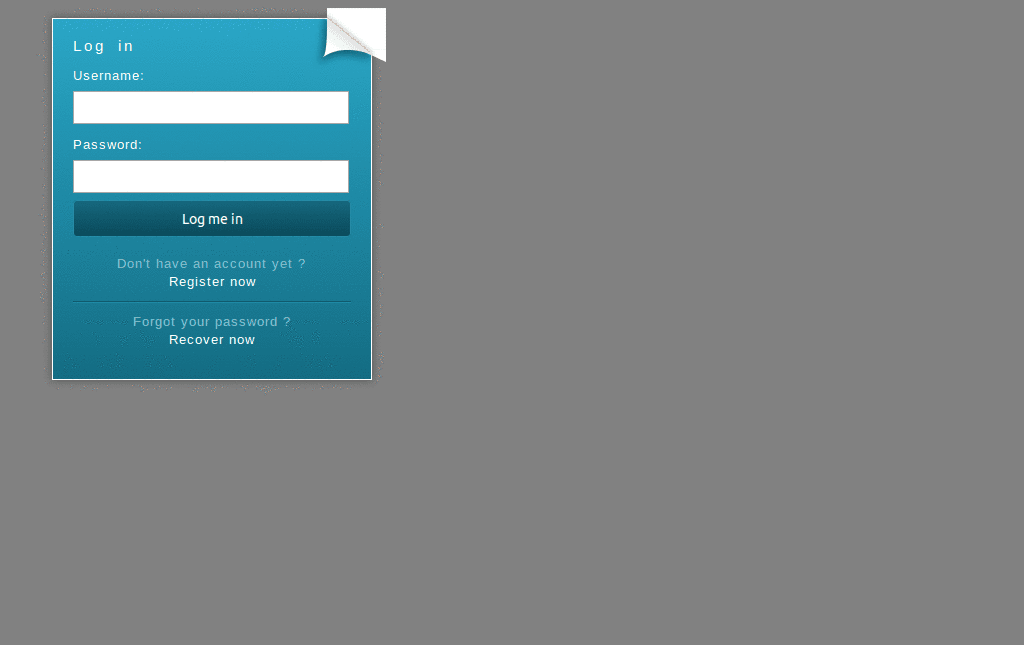 Log in
Username:
Password:
Log me in
Don't have an account yet ?
Register now
Forgot your password ?
Recover now